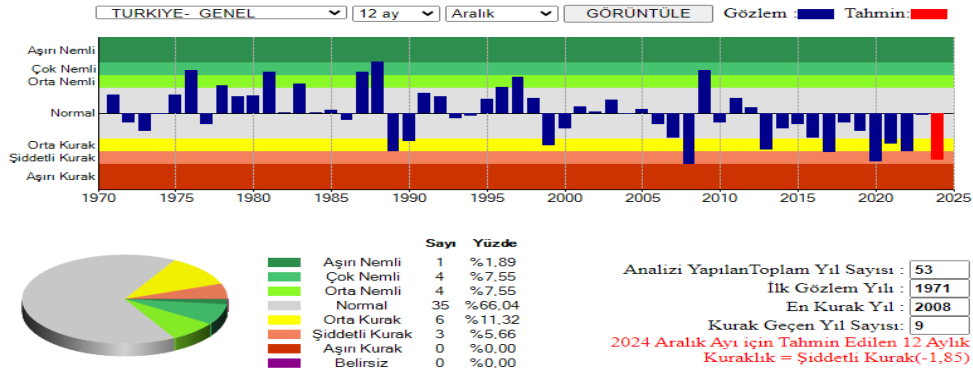 TURKIYE- GENEL 12 ay Aralık GÖRÜNTÜLE Gözlem : Tahmin:
Aşırı Nemli
Çok Nemli
Orta Nemli
Normal
Orta Kurak
Şiddetli Kurak
Aşırı Kurak
1970 1975 1980 1985 1990 1995 2000 2005 2010 2015 2020 2025
Sayı Yüzde
Aşırı Nemli 1 %1,89
Çok Nemli 4 %7,55
Orta Nemli 4 %7,55
Normal 35 %66,04
Orta Kurak 6 %11,32
Şiddetli Kurak 3 %5,66
Aşırı Kurak 0 %0,00
Belirsiz 0 %0,00
Analizi YapılanToplam Yıl Sayısı : 53
İlk Gözlem Yılı : 1971
En Kurak Yıl : 2008
Kurak Geçen Yıl Sayısı: 9
2024 Aralık Ayı için Tahmin Edilen 12 Aylık
Kuraklık = Şiddetli Kurak(-1,85)